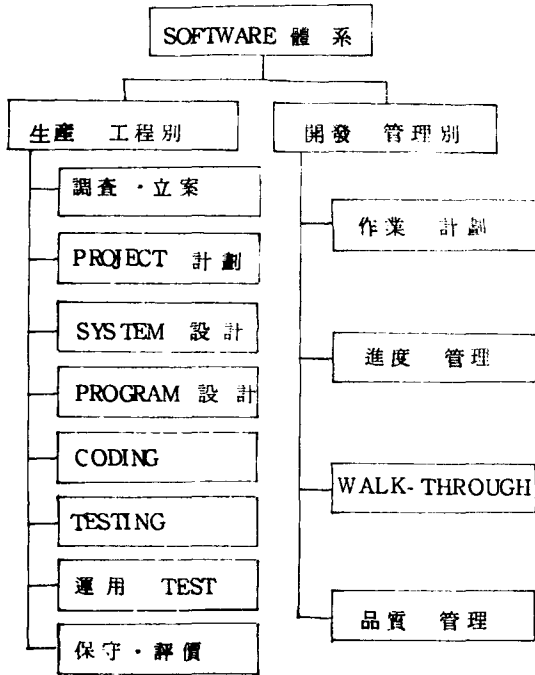 SOFTWARE 體 系
生産 工程別
調査 · 立案
PROJECT 計劃
SYSTEM 設計
PROGRAM 設計
CODING
TESTING
運用 TEST
保守 · 評價
開發 管理別
作業 計劃
進度 管理
WALK-THROUGH
品質 管理